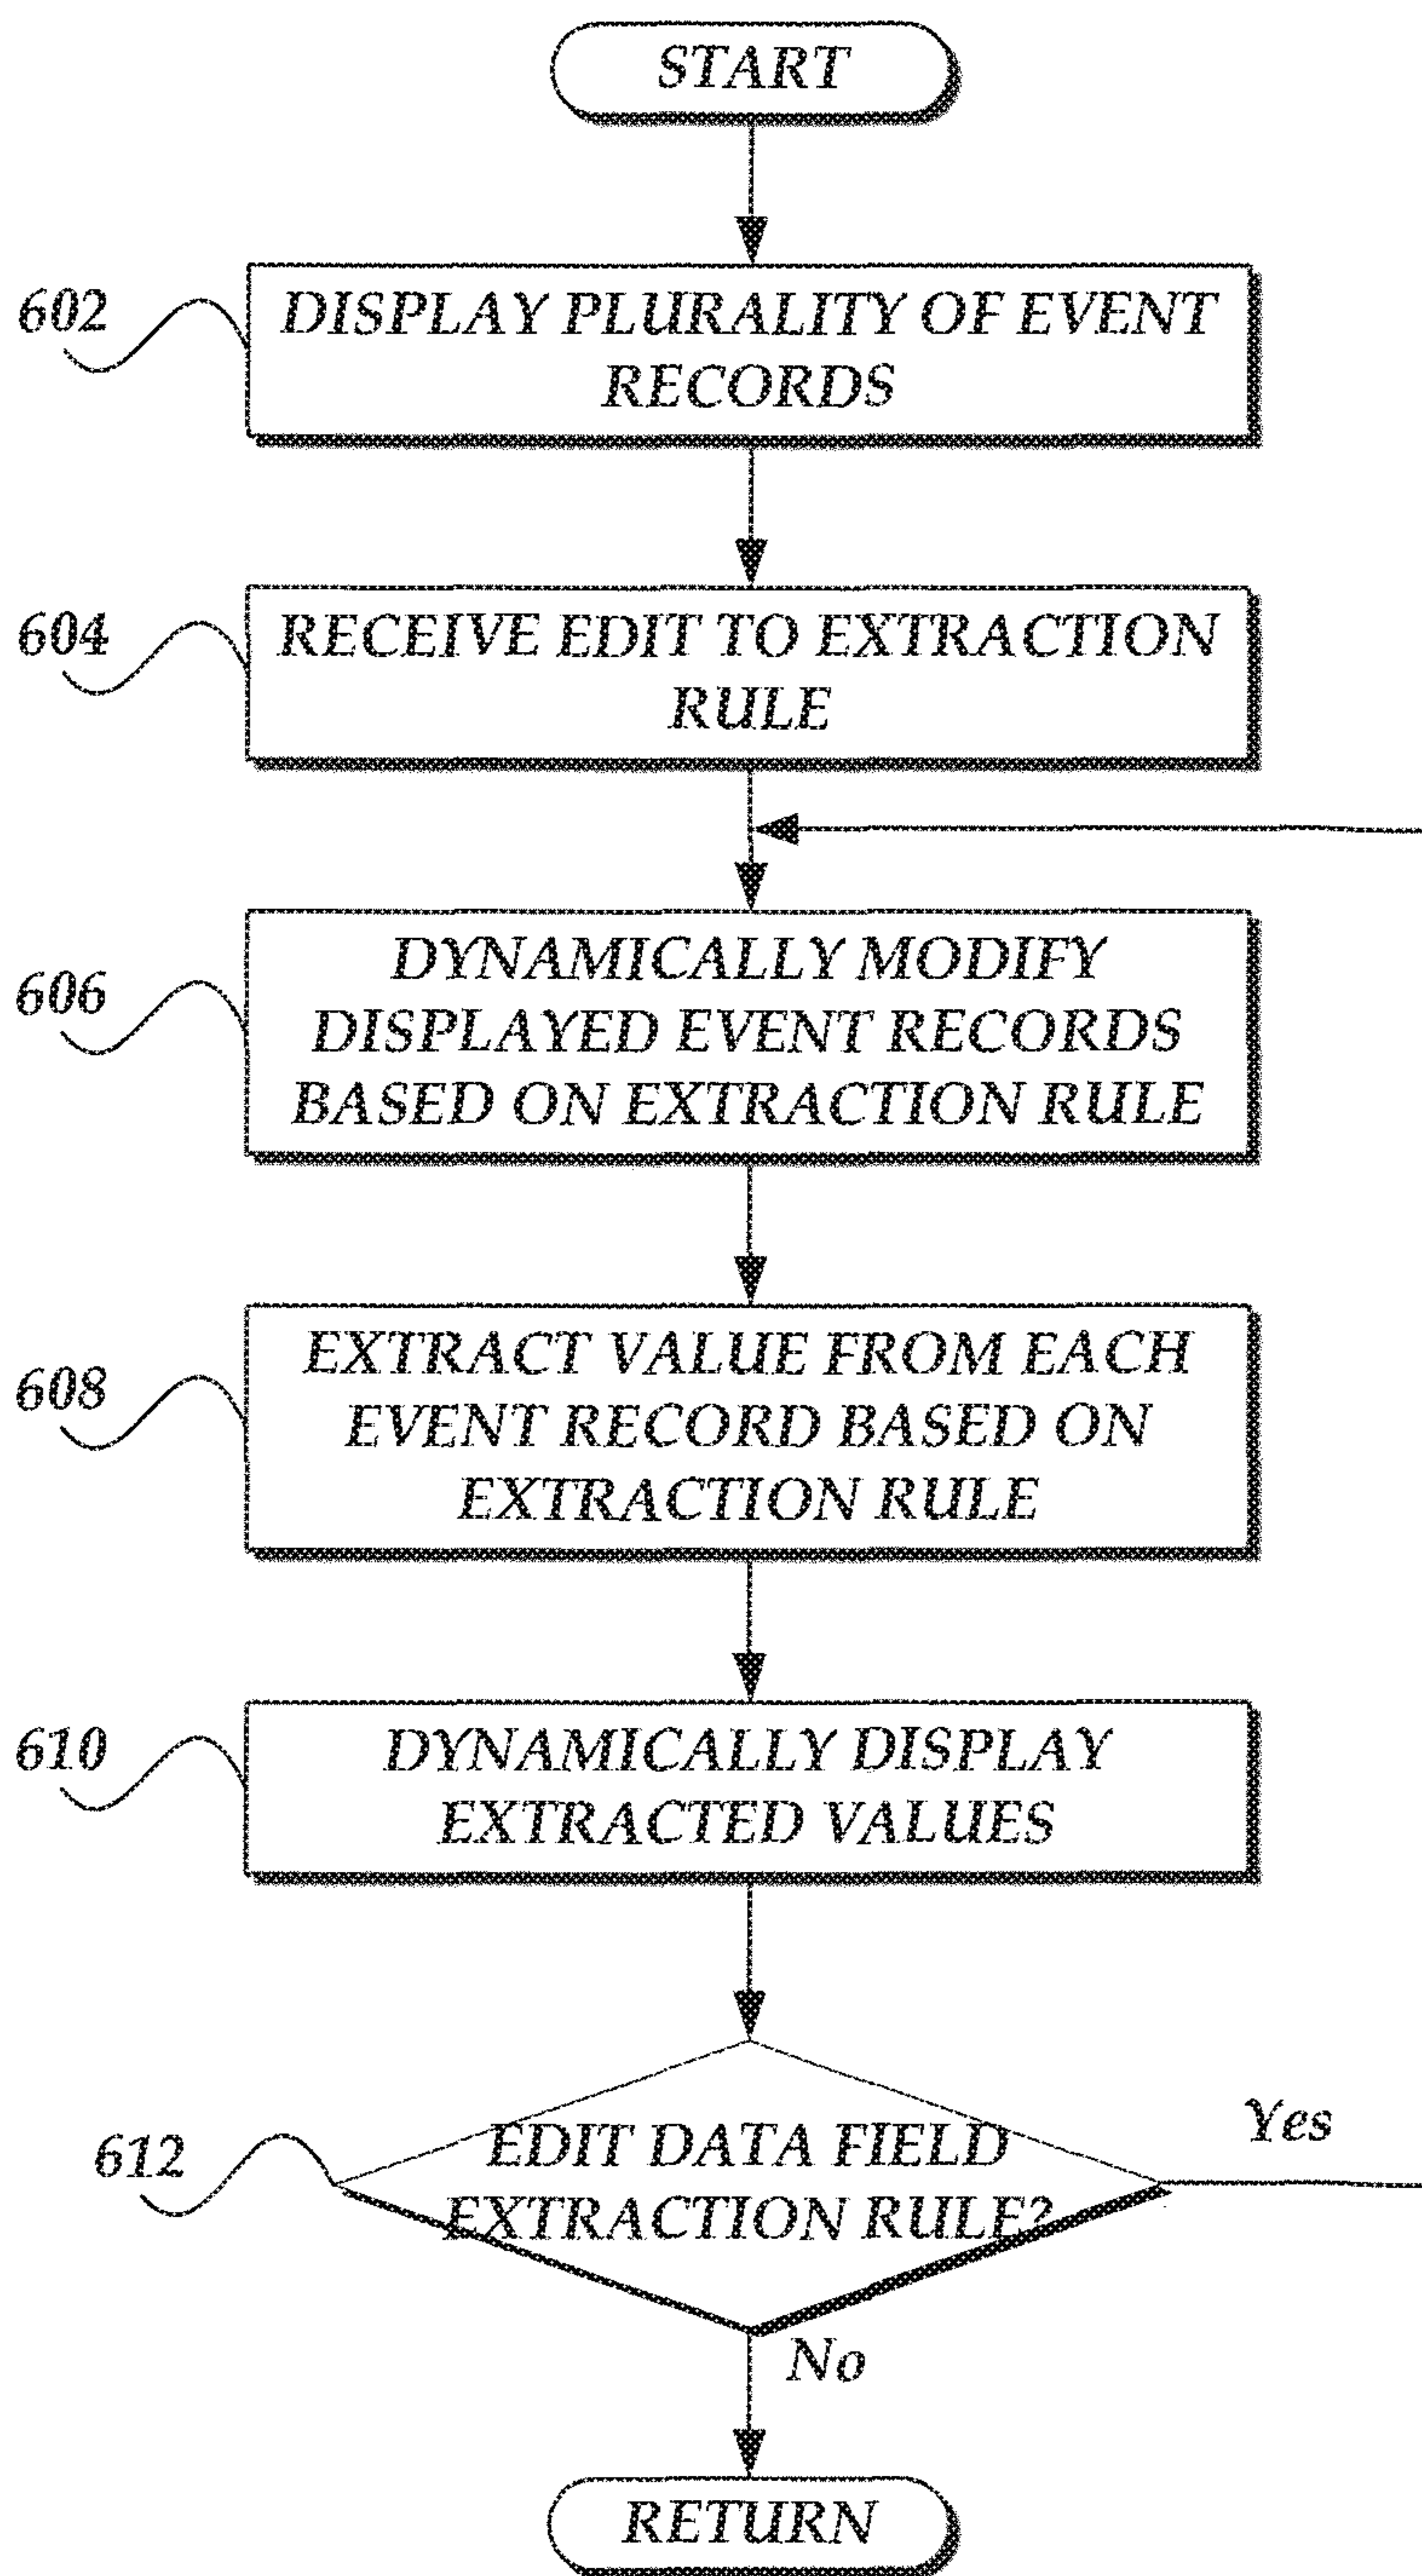 START
602
DISPLAY PLURALITY OF EVENT
RECORDS
604
RECEIVE EDIT TO EXTRACTION
RULE
606
DYNAMICALLY MODIFY
DISPLAYED EVENT RECORDS
BASED ON EXTRACTION RULE
608
EXTRACT VALUE FROM EACH
EVENT RECORD BASED ON
EXTRACTION RULE
610
DYNAMICALLY DISPLAY
EXTRACTED VALUES
612
EDIT DATA FIELD
EXTRACTION RULE?
Yes
No
RETURN